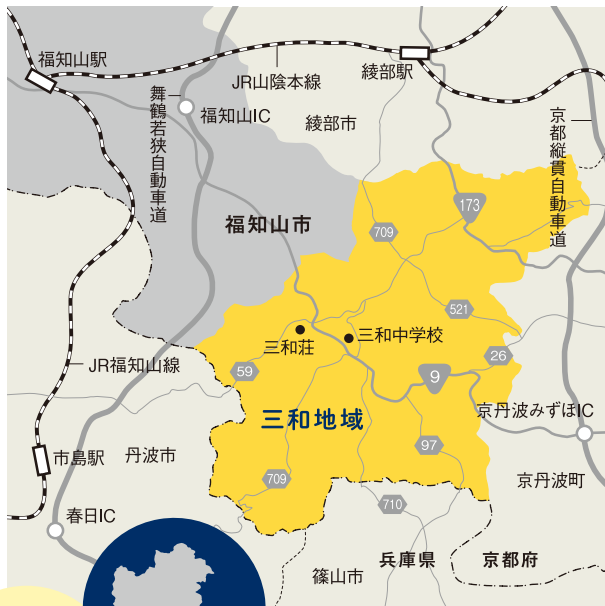 福知山駅
JR山陰本線
綾部駅
舞鶴若狭自動車道
福知山IC
綾部市
京都縦貫自動車道
173
福知山市
709
521
三和荘
三和中学校
26
JR福知山線
59
9
三和地域
京丹波みずほIC
97
市島駅
丹波市
709
京丹波町
710
春日IC
兵庫県
京都府
篠山市